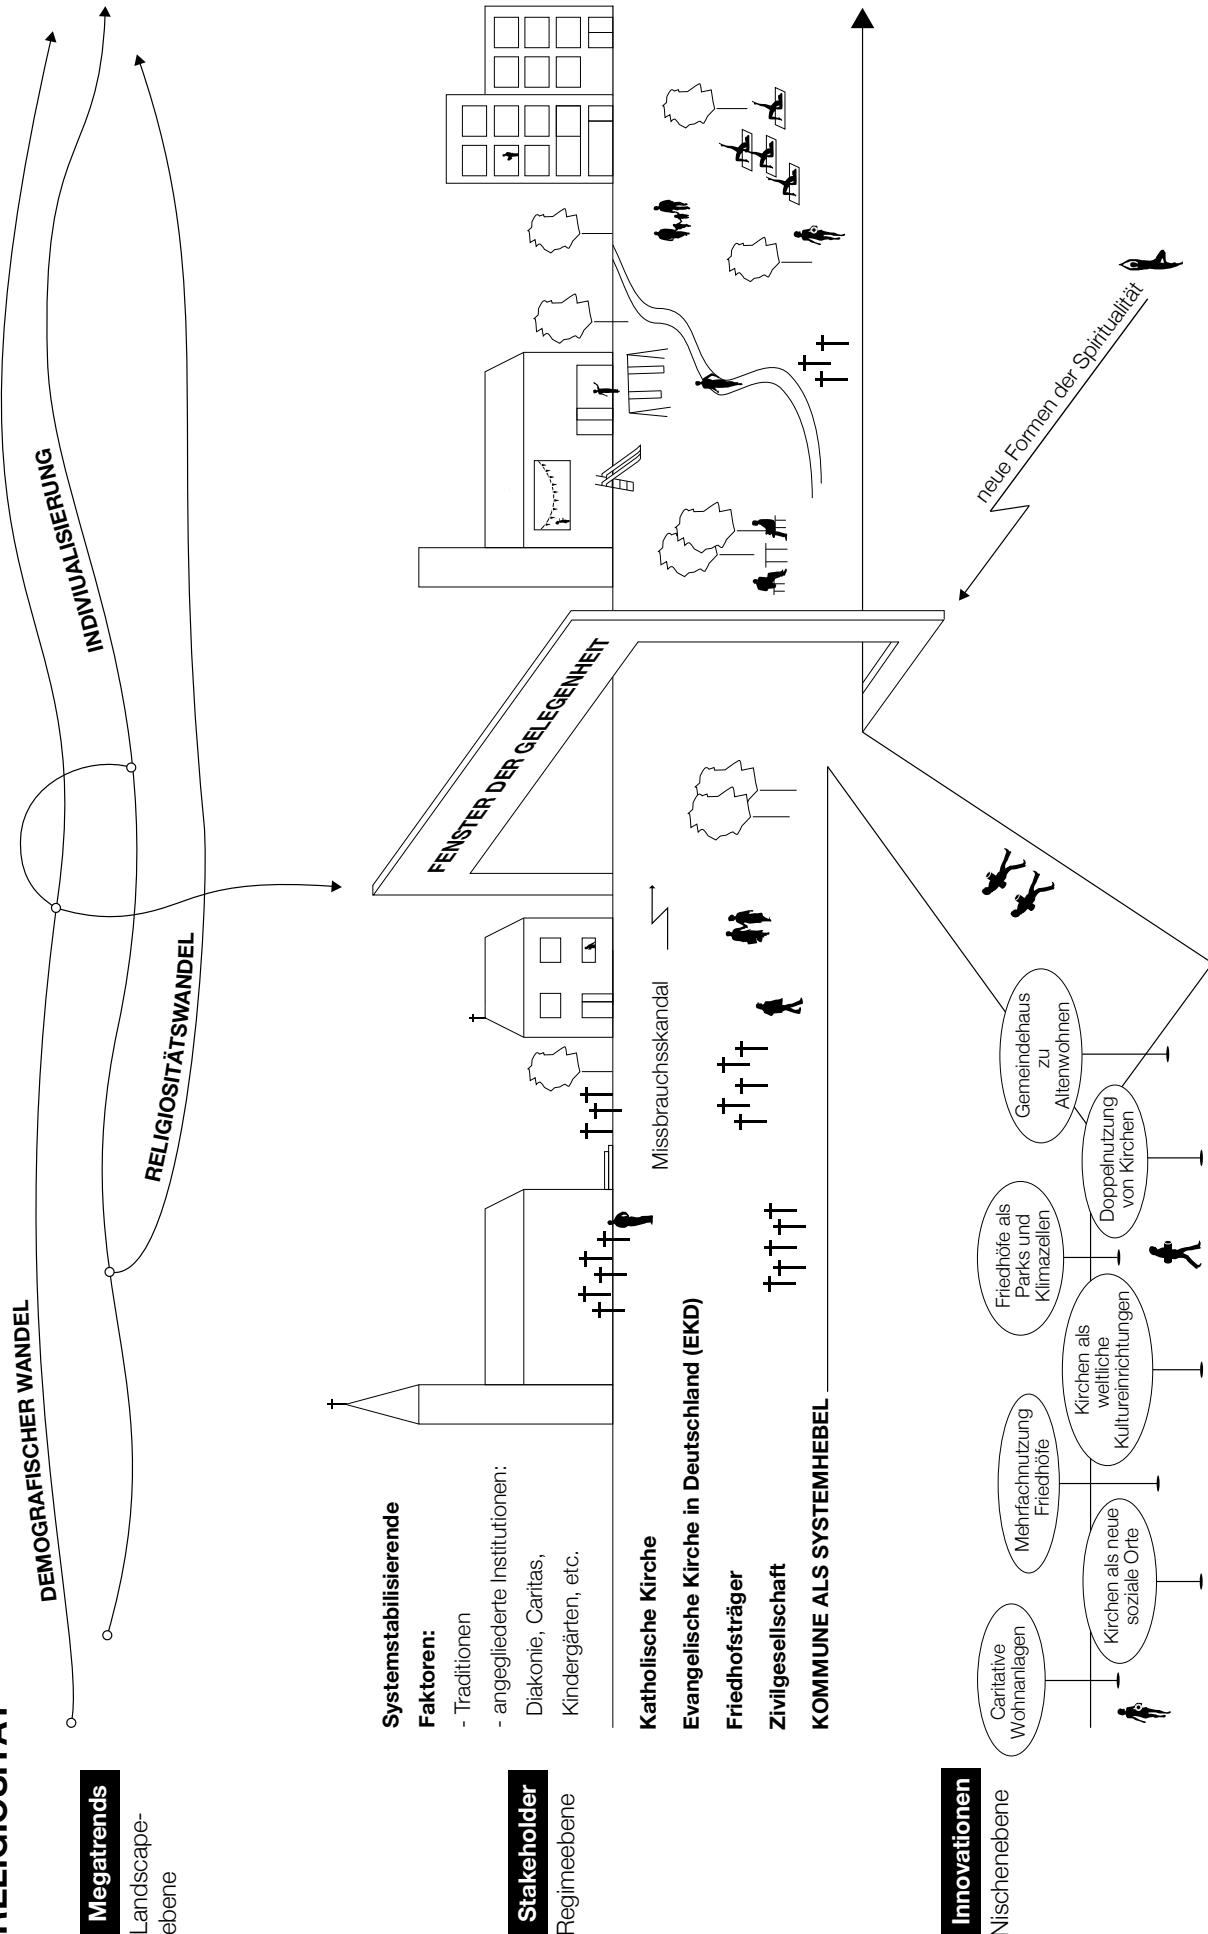 RELIGIOSITÄT
Megatrends
Landscape-
ebene
DEMOGRAFISCHER WANDEL
INDIVIUALISIERUNG
RELIGIOSITÄTSWANDEL
Stakeholder
Regimeebene
Systemstabilisierende
Faktoren:
- Traditionen
- angegliederte Institutionen:
Diakonie, Caritas,
Kindergärten, etc.
FENSTER DER GELEGENHEIT
Missbrauchsskandal
Katholische Kirche
Evangelische Kirche in Deutschland (EKD)
Friedhofsträger
Zivilgesellschaft
KOMMUNE ALS SYSTEMHEBEL
Innovationen
Nischenebene
Caritative
Wohnanlagen
Kirchen als neue
soziale Orte
Mehrfachnutzung
Friedhöfe
Kirchen als
weltliche
Kultureinrichtungen
Friedhöfe als
Parks und
Klimazellen
Doppelnutzung
von Kirchen
Gemeindehaus
zu
Altenwohnen
neue Formen der Spiritualität